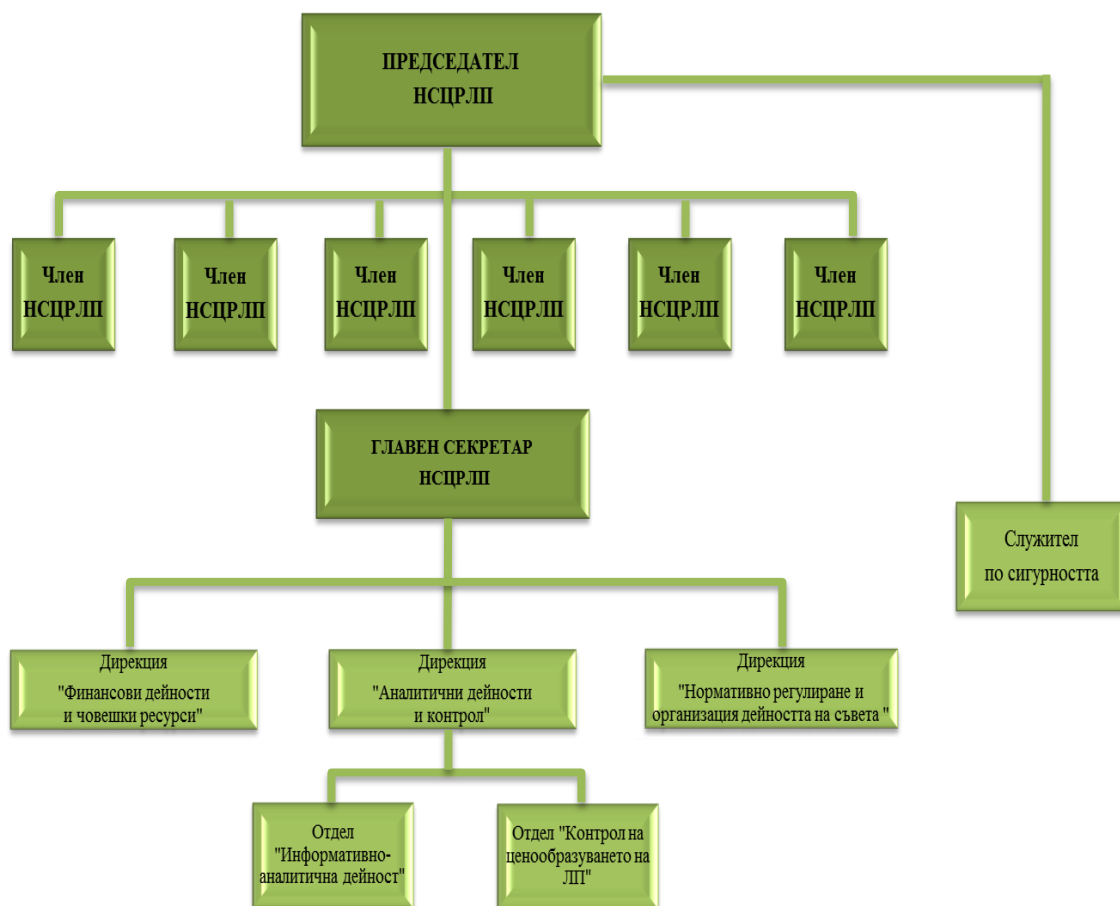 ПРЕДСЕДАТЕЛ
НСЦРЛП
Член
НСЦРЛП
Член
НСЦРЛП
Член
НСЦРЛП
Член
НСЦРЛП
Член
НСЦРЛП
Член
НСЦРЛП
ГЛАВЕН СЕКРЕТАР
НСЦРЛП
Служител
по сигурността
Дирекция
"Финансови дейности
и човешки ресурси"
Дирекция
"Аналитични дейности
и контрол"
Дирекция
"Нормативно регулиране и
организация дейността на съвета "
Отдел
"Информативно-
аналитична дейност"
Отдел "Контрол на
ценообразуването на
ЛП"